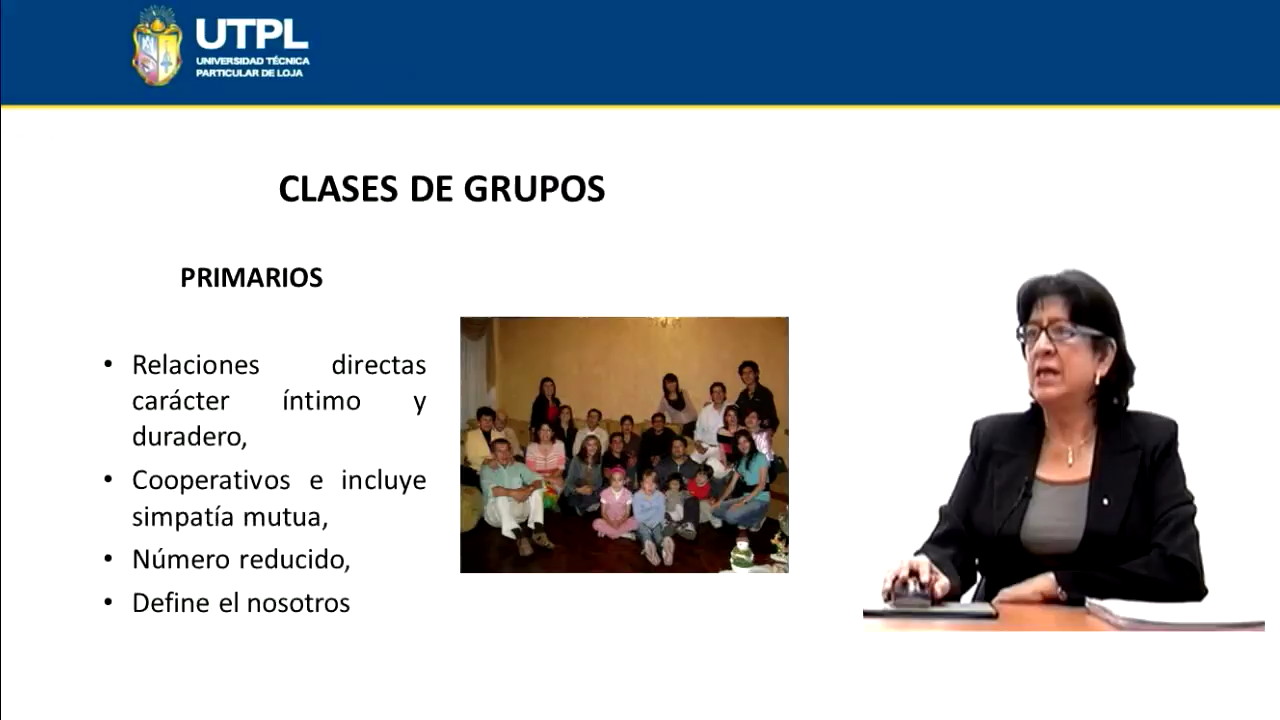 UTPL
UNIVERSIDAD TÉCNICA
PARTICULAR DE LOJA
CLASES DE GRUPOS
PRIMARIOS
• Relaciones directas
carácter íntimo y
duradero,
• Cooperativos e incluye
simpatía mutua,
• Número reducido,
• Define el nosotros